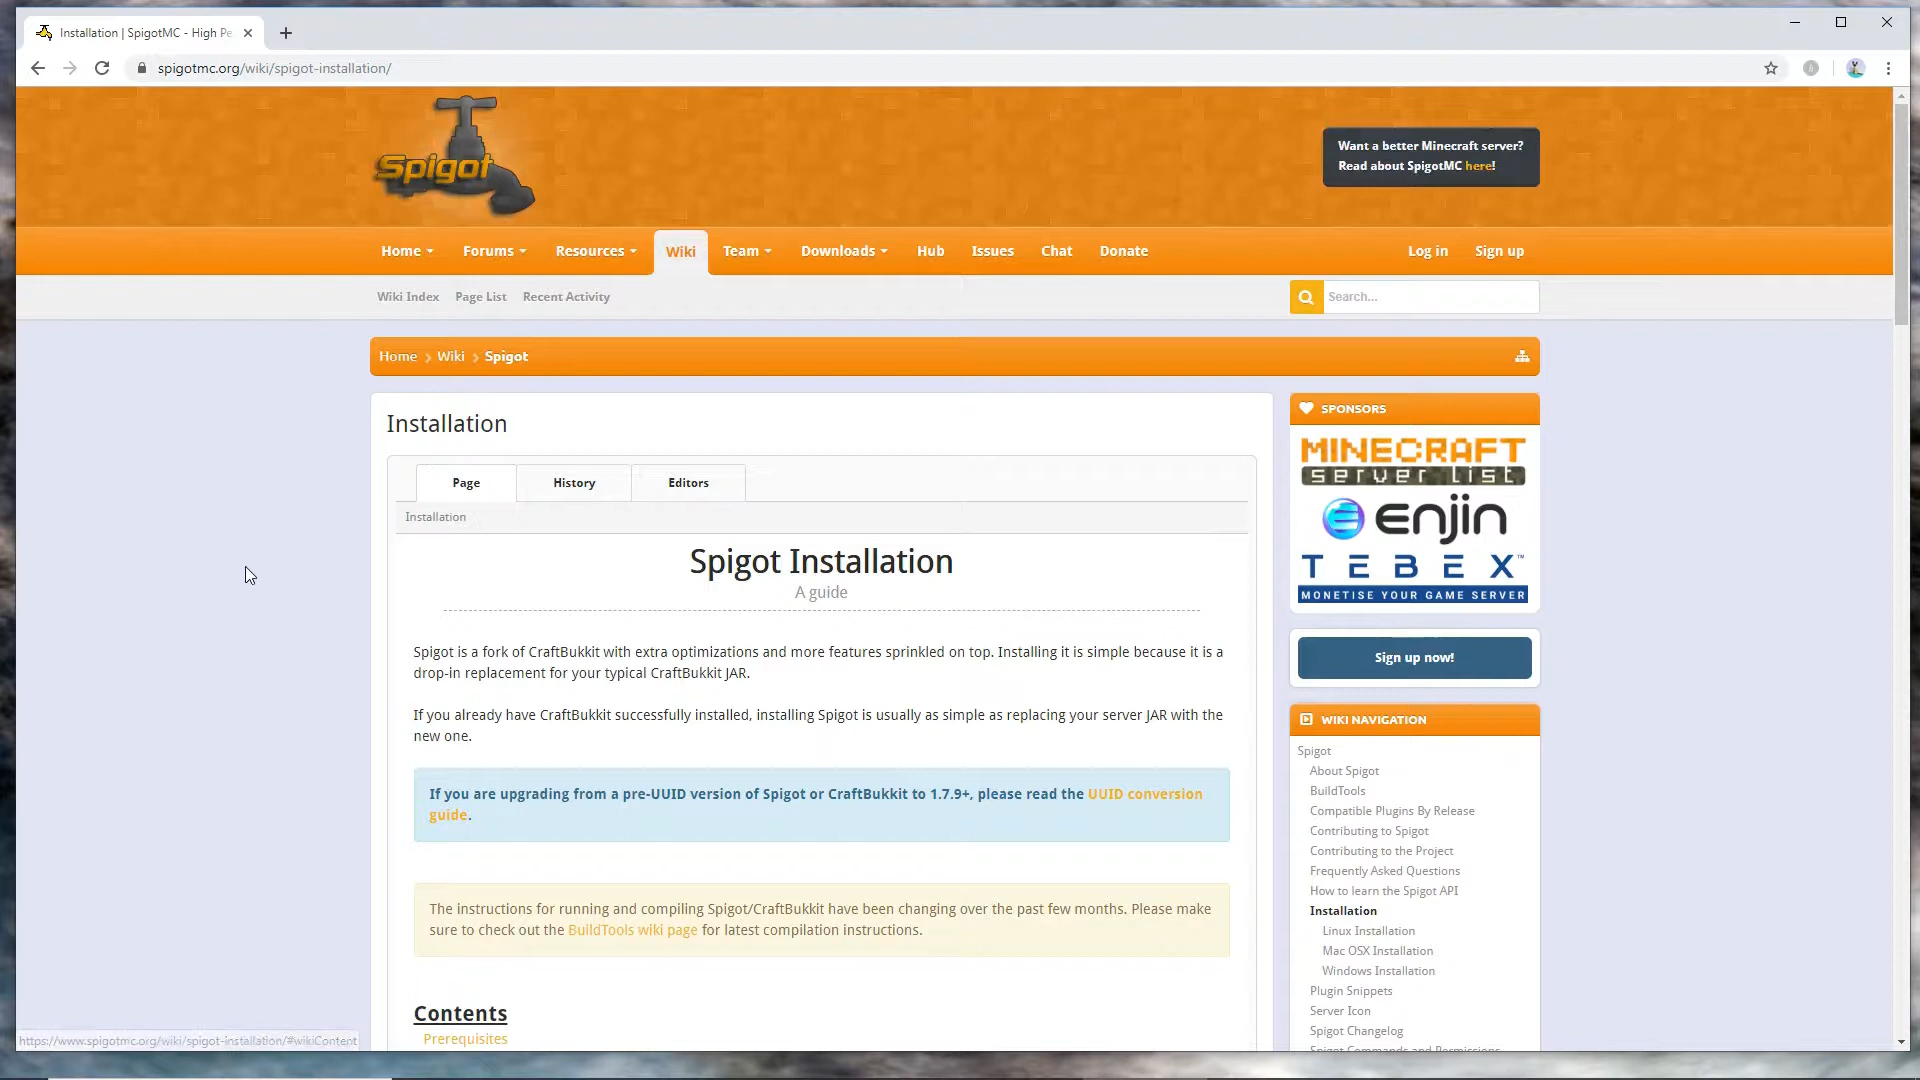 Installation | SpigotMC - High Pe
spigotmc.org/wiki/spigot-installation/
Spigot
Want a better Minecraft server?
Read about SpigotMC here!
Home Forums Resources Wiki Team Downloads Hub Issues Chat Donate Log in Sign up
Wiki Index Page List Recent Activity Search...
Home Wiki Spigot
Installation
Page History Editors
Installation
Spigot Installation
A guide
Spigot is a fork of CraftBukkit with extra optimizations and more features sprinkled on top. Installing it is simple because it is a
drop-in replacement for your typical CraftBukkit JAR.
If you already have CraftBukkit successfully installed, installing Spigot is usually as simple as replacing your server JAR with the
new one.
If you are upgrading from a pre-UUID version of Spigot or CraftBukkit to 1.7.9+, please read the UUID conversion
guide.
The instructions for running and compiling Spigot/CraftBukkit have been changing over the past few months. Please make
sure to check out the BuildTools wiki page for latest compilation instructions.
Contents
Prerequisites
SPONSORS
MINECRAFT
server list
enjin
TEBEX™
MONETISE YOUR GAME SERVER
Sign up now!
WIKI NAVIGATION
Spigot
About Spigot
BuildTools
Compatible Plugins By Release
Contributing to Spigot
Contributing to the Project
Frequently Asked Questions
How to learn the Spigot API
Installation
Linux Installation
Mac OSX Installation
Windows Installation
Plugin Snippets
Server Icon
Spigot Changelog
Spigot Commands and Permissions
https://www.spigotmc.org/wiki/spigot-installation/#wikiContent